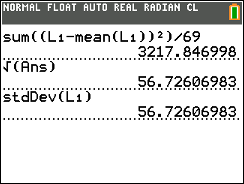 NORMAL FLOAT AUTO REAL RADIAN CL
sum((L₁-mean(L₁))²)/69
3217.846998
√(Ans)
56.72606983
stdDev(L₁)
56.72606983